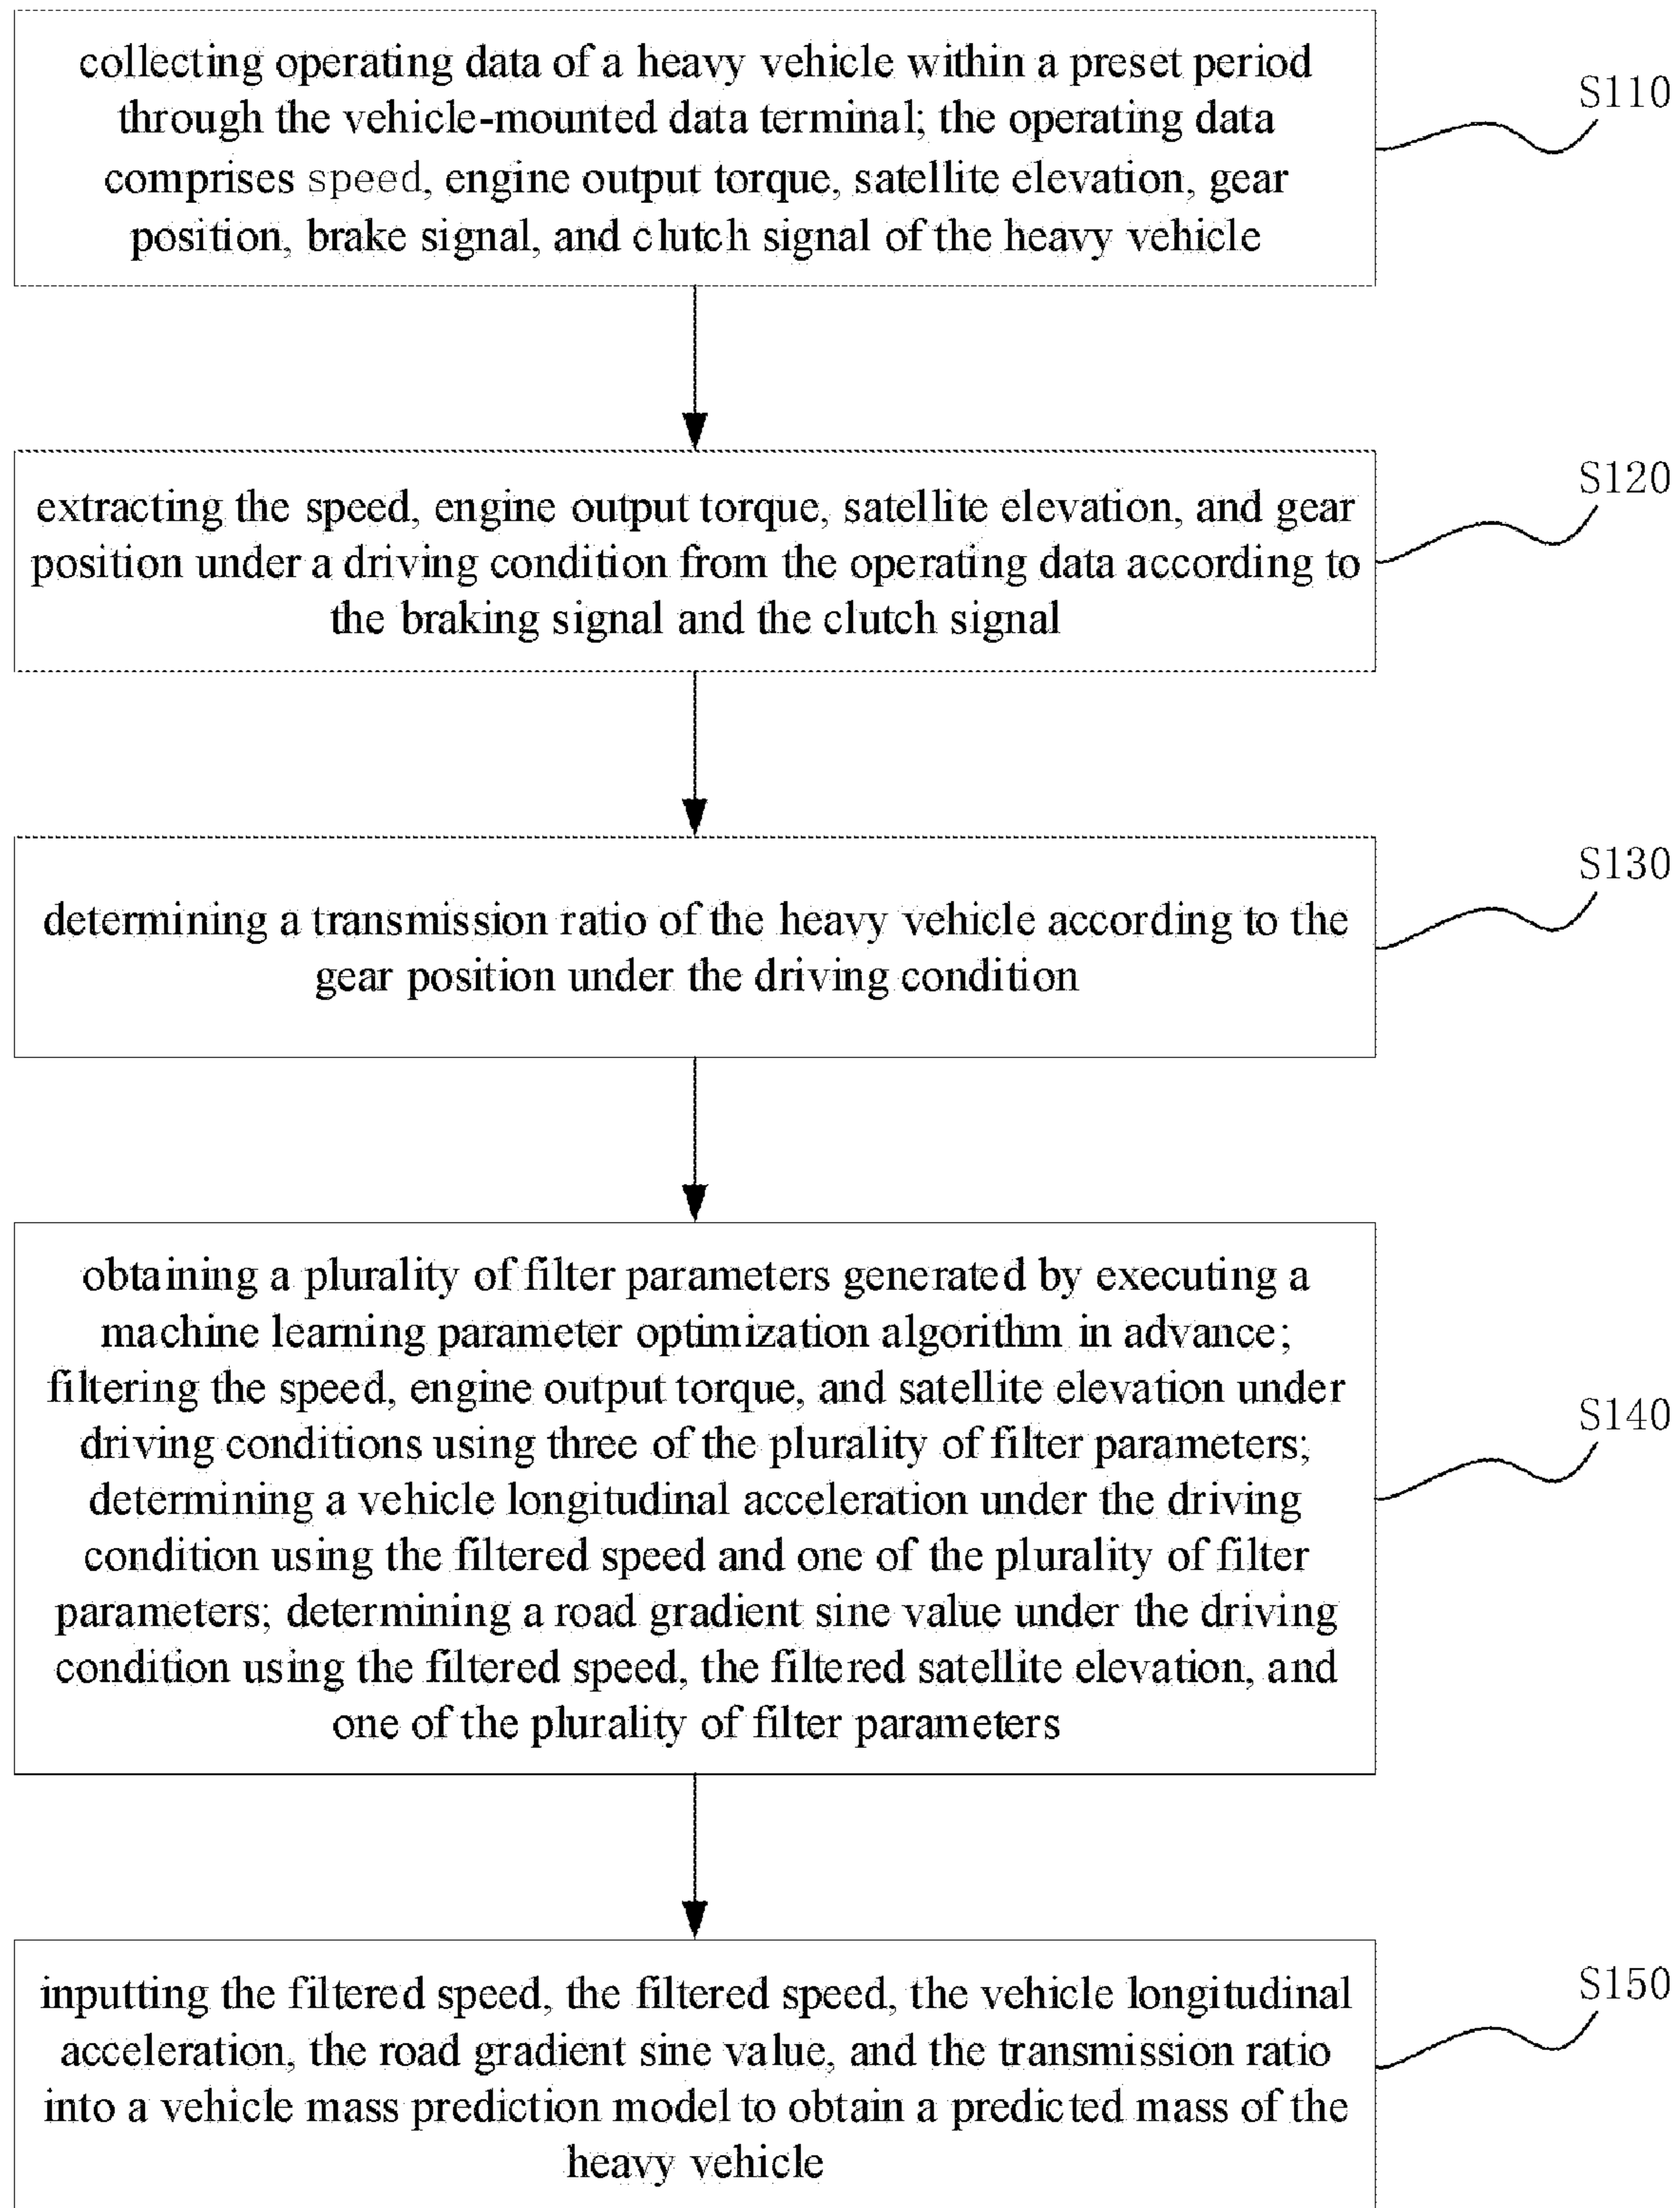 collecting operating data of a heavy vehicle within a preset period
through the vehicle-mounted data terminal; the operating data
comprises speed, engine output torque, satellite elevation, gear
position, brake signal, and clutch signal of the heavy vehicle
S110
extracting the speed, engine output torque, satellite elevation, and gear
position under a driving condition from the operating data according to
the braking signal and the clutch signal
S120
determining a transmission ratio of the heavy vehicle according to the
gear position under the driving condition
S130
obtaining a plurality of filter parameters generated by executing a
machine learning parameter optimization algorithm in advance;
filtering the speed, engine output torque, and satellite elevation under
driving conditions using three of the plurality of filter parameters;
determining a vehicle longitudinal acceleration under the driving
condition using the filtered speed and one of the plurality of filter
parameters; determining a road gradient sine value under the driving
condition using the filtered speed, the filtered satellite elevation, and
one of the plurality of filter parameters
S140
inputting the filtered speed, the filtered speed, the vehicle longitudinal
acceleration, the road gradient sine value, and the transmission ratio
into a vehicle mass prediction model to obtain a predicted mass of the
heavy vehicle
S150